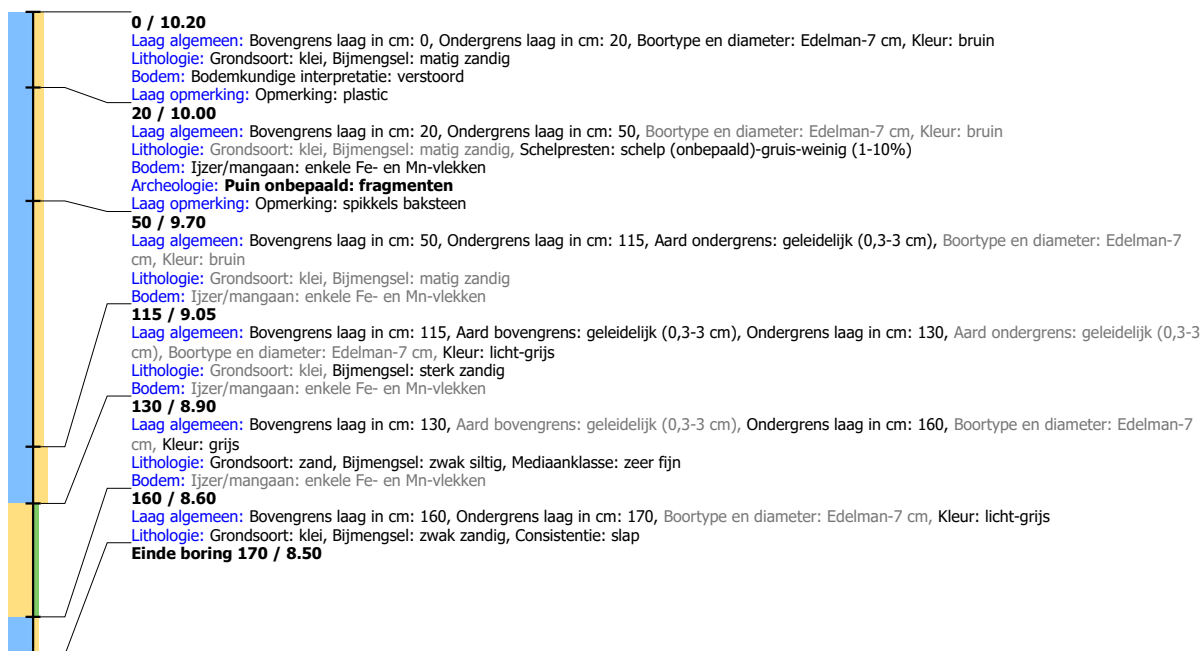 0 / 10.20
Laag algemeen: Bovengrens laag in cm: 0, Ondergrens laag in cm: 20, Boortype en diameter: Edelman-7 cm, Kleur: bruin
Lithologie: Grondsoort: klei, Bijmengsel: matig zandig
Bodem: Bodemkundige interpretatie: verstoord
Laag opmerking: Opmerking: plastic
20 / 10.00
Laag algemeen: Bovengrens laag in cm: 20, Ondergrens laag in cm: 50, Boortype en diameter: Edelman-7 cm, Kleur: bruin
Lithologie: Grondsoort: klei, Bijmengsel: matig zandig, Schelpresten: schelp (onbepaald)-gruis-weinig (1-10%)
Bodem: Ijzer/mangaan: enkele Fe- en Mn-vlekken
Archeologie: Puin onbepaald: fragmenten
Laag opmerking: Opmerking: spikkels baksteen
50 / 9.70
Laag algemeen: Bovengrens laag in cm: 50, Ondergrens laag in cm: 115, Aard ondergrens: geleidelijk (0,3-3 cm), Boortype en diameter: Edelman-7
cm, Kleur: bruin
Lithologie: Grondsoort: klei, Bijmengsel: matig zandig
Bodem: Ijzer/mangaan: enkele Fe- en Mn-vlekken
115 / 9.05
Laag algemeen: Bovengrens laag in cm: 115, Aard bovengrens: geleidelijk (0,3-3 cm), Ondergrens laag in cm: 130, Aard ondergrens: geleidelijk (0,3-3
cm), Boortype en diameter: Edelman-7 cm, Kleur: licht-grijs
Lithologie: Grondsoort: klei, Bijmengsel: sterk zandig
Bodem: Ijzer/mangaan: enkele Fe- en Mn-vlekken
130 / 8.90
Laag algemeen: Bovengrens laag in cm: 130, Aard bovengrens: geleidelijk (0,3-3 cm), Ondergrens laag in cm: 160, Boortype en diameter: Edelman-7
cm, Kleur: grijs
Lithologie: Grondsoort: zand, Bijmengsel: zwak siltig, Mediaanklasse: zeer fijn
Bodem: Ijzer/mangaan: enkele Fe- en Mn-vlekken
160 / 8.60
Laag algemeen: Bovengrens laag in cm: 160, Ondergrens laag in cm: 170, Boortype en diameter: Edelman-7 cm, Kleur: licht-grijs
Lithologie: Grondsoort: klei, Bijmengsel: zwak zandig, Consistentie: slap
Einde boring 170 / 8.50